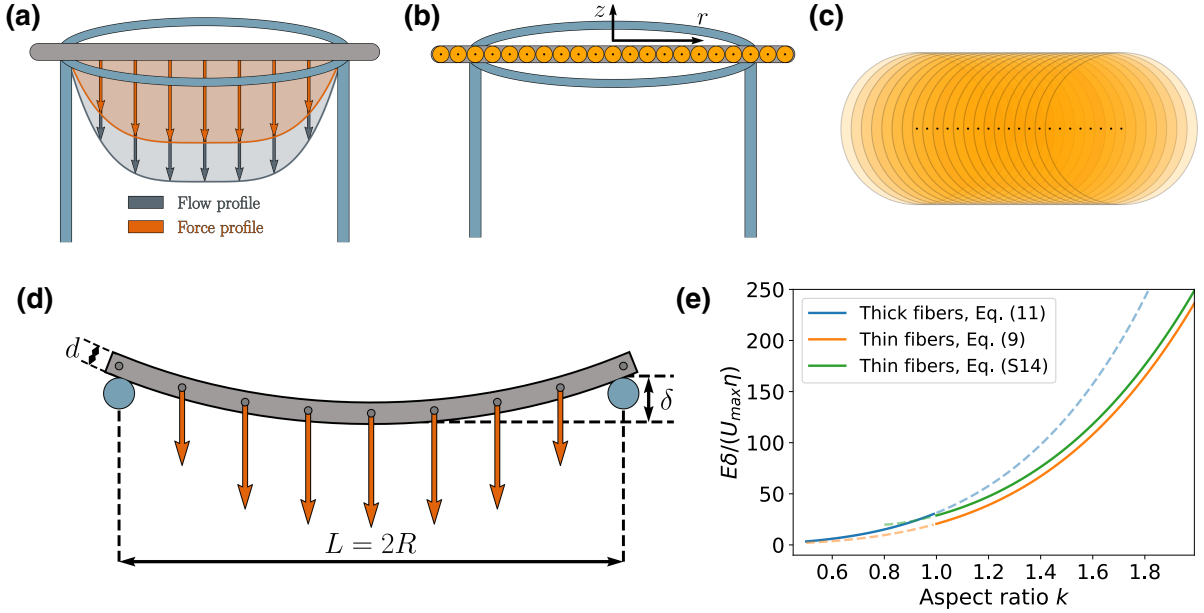 (a)
Flow profile
Force profile
(b)
z
r
(c)
(d)
d
δ
L = 2R
(e)
Eδ/(U_max η)
250
200
150
100
50
0
Thick fibers, Eq. (11)
Thin fibers, Eq. (9)
Thin fibers, Eq. (S14)
0.6 0.8 1.0 1.2 1.4 1.6 1.8
Aspect ratio k